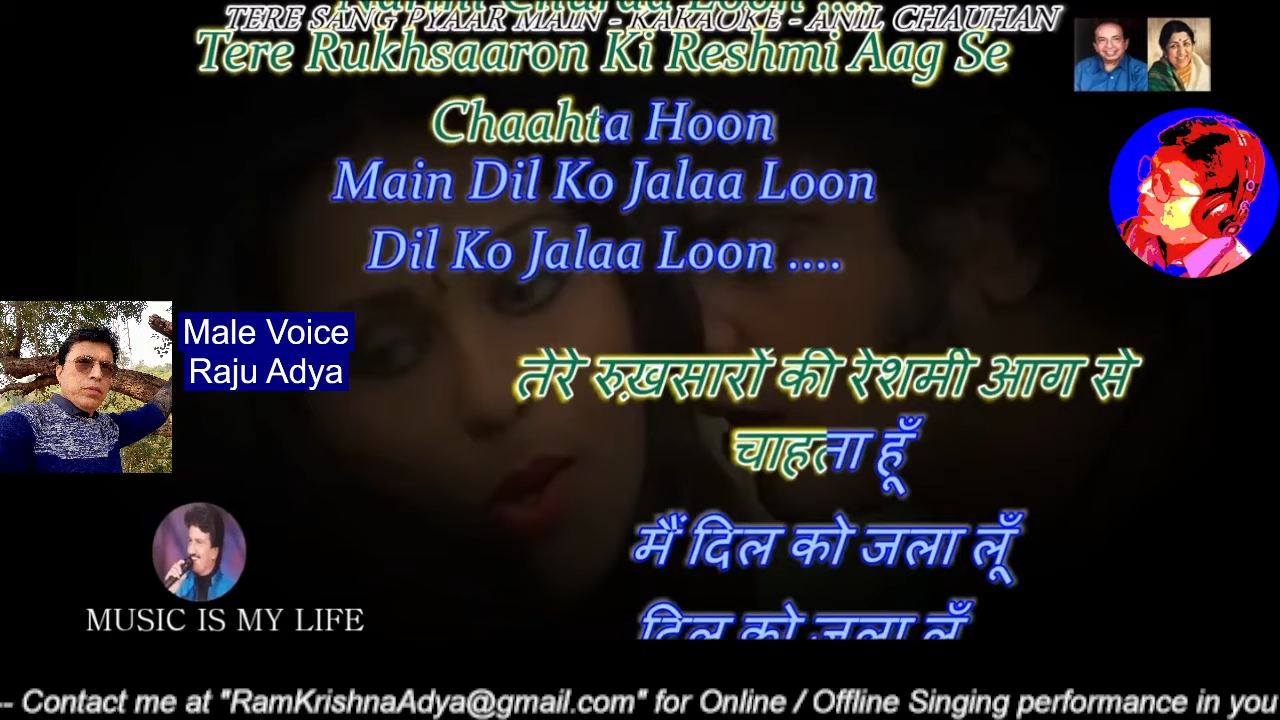 TERE SANG PYAAR MAIN - KARAOKE - ANIL CHAUHAN
Tere Rukhsaaron Ki Reshmi Aag Se
Chaahta Hoon
Main Dil Ko Jalaa Loon
Dil Ko Jalaa Loon ....
Male Voice
Raju Adya
तेरे रुख़सारों की रेशमी आग से
चाहता हूँ
मैं दिल को जला लूँ
दिल को जला लूँ
MUSIC IS MY LIFE
-- Contact me at "RamKrishnaAdya@gmail.com" for Online / Offline Singing performance in you